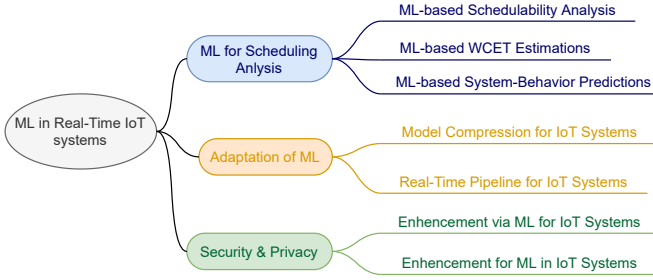 ML in Real-Time IoT
systems
ML for Scheduling
Anlysis
ML-based Schedulability Analysis
ML-based WCET Estimations
ML-based System-Behavior Predictions
Adaptation of ML
Model Compression for IoT Systems
Real-Time Pipeline for IoT Systems
Security & Privacy
Enhencement via ML for IoT Systems
Enhencement for ML in IoT Systems